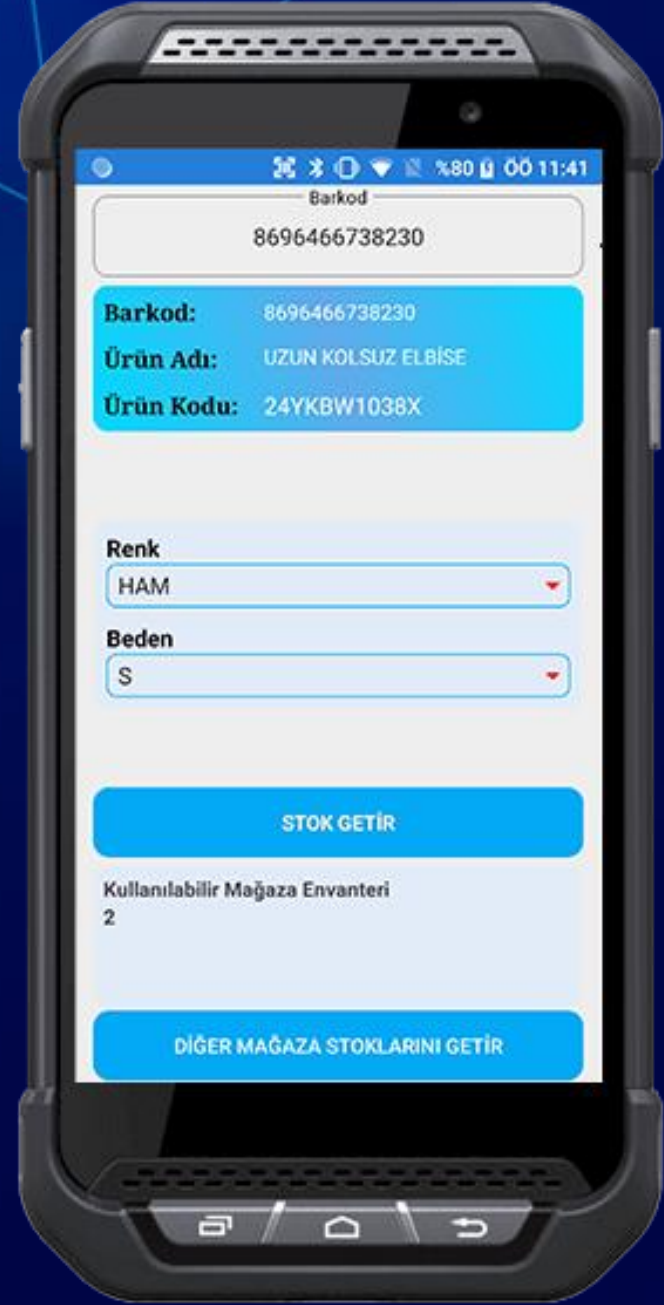 %80 ÖÖ 11:41
Barkod
8696466738230
Barkod: 8696466738230
Ürün Adı: UZUN KOLSUZ ELBİSE
Ürün Kodu: 24YKBW1038X
Renk
HAM
Beden
S
STOK GETİR
Kullanılabilir Mağaza Envanteri
2
DİĞER MAĞAZA STOKLARINI GETİR